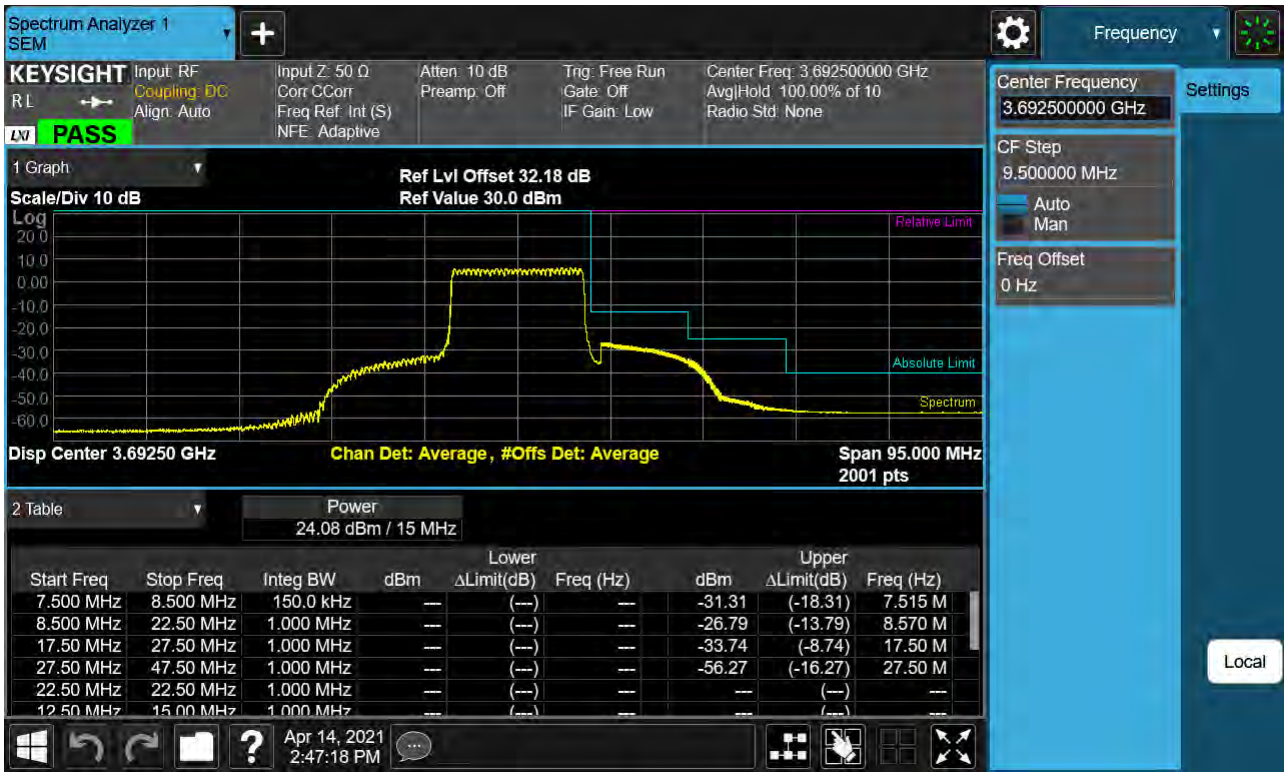 Spectrum Analyzer 1
SEM
Frequency
KEYSIGHT
RL
LXI
PASS
Input: RF
Coupling: DC
Align: Auto
Input Z: 50 Ω
Corr CCorr
Freq Ref: Int (S)
NFE: Adaptive
Atten: 10 dB
Preamp: Off
Trig: Free Run
Gate: Off
IF Gain: Low
Center Freq: 3.692500000 GHz
Avg|Hold: 100.00% of 10
Radio Std: None
Center Frequency
3.692500000 GHz
Settings
CF Step
9.500000 MHz
Auto
Man
Freq Offset
0 Hz
1 Graph
Scale/Div 10 dB
Ref Lvl Offset 32.18 dB
Ref Value 30.0 dBm
Log
20.0
10.0
0.00
-10.0
-20.0
-30.0
-40.0
-50.0
-60.0
Relative Limit
Absolute Limit
Spectrum
Disp Center 3.69250 GHz
Chan Det: Average, #Offs Det: Average
Span 95.000 MHz
2001 pts
2 Table
Power
24.08 dBm / 15 MHz
Lower Upper
Start Freq Stop Freq Integ BW dBm ΔLimit(dB) Freq (Hz) dBm ΔLimit(dB) Freq (Hz)
7.500 MHz 8.500 MHz 150.0 kHz --- (---) --- -31.31 (-18.31) 7.515 M
8.500 MHz 22.50 MHz 1.000 MHz --- (---) --- -26.79 (-13.79) 8.570 M
17.50 MHz 27.50 MHz 1.000 MHz --- (---) --- -33.74 (-8.74) 17.50 M
27.50 MHz 47.50 MHz 1.000 MHz --- (---) --- -56.27 (-16.27) 27.50 M
22.50 MHz 22.50 MHz 1.000 MHz --- (---) --- --- (---) ---
12.50 MHz 15.00 MHz 1.000 MHz --- (---) --- --- (---) ---
Local
?
Apr 14, 2021
2:47:18 PM